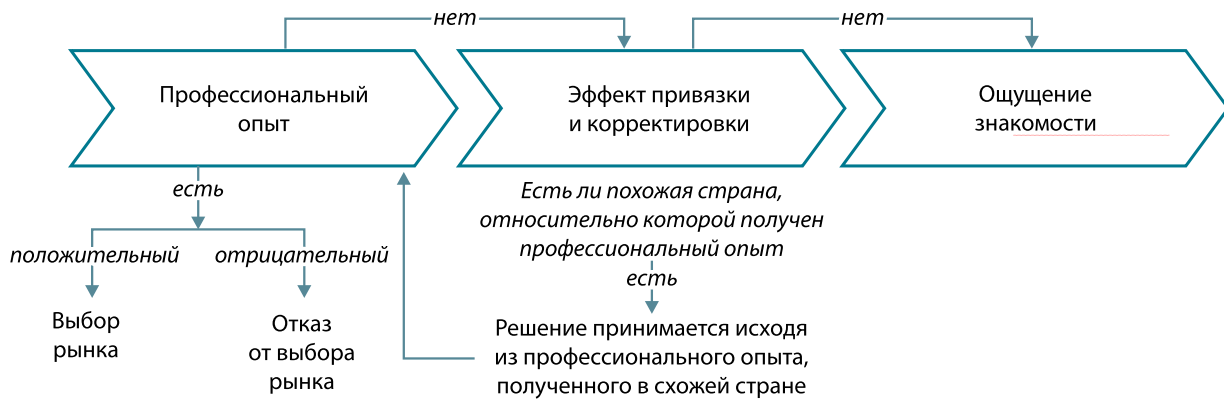 нет
нет
Профессиональный
опыт
Эффект привязки
и корректировки
Ощущение
знакомости
есть
положительный
отрицательный
Выбор
рынка
Отказ
от выбора
рынка
Есть ли похожая страна,
относительно которой получен
профессиональный опыт
есть
Решение принимается исходя
из профессионального опыта,
полученного в схожей стране